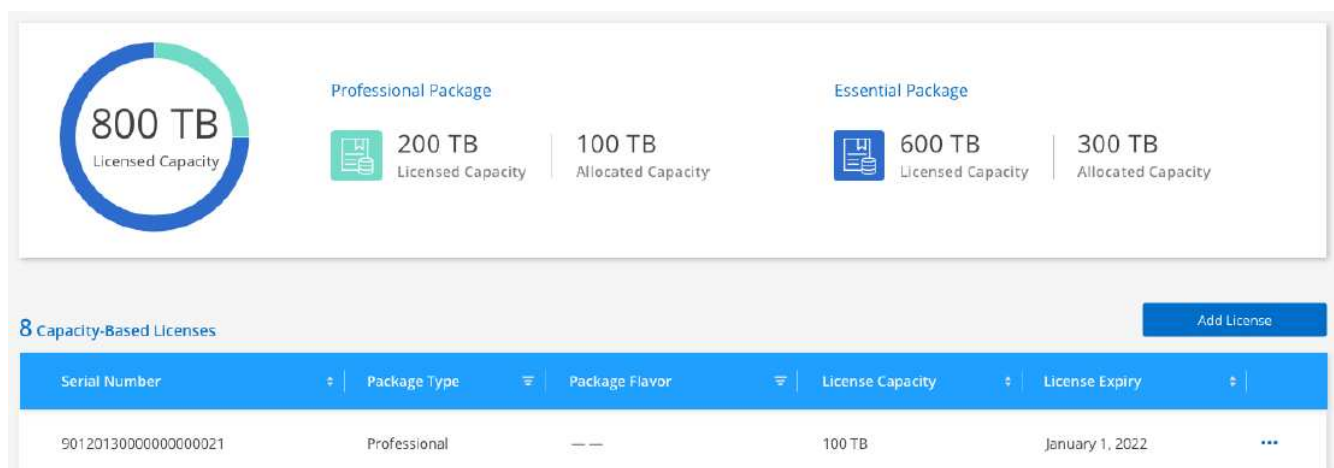 800 TB
Licensed Capacity
Professional Package
200 TB
Licensed Capacity
100 TB
Allocated Capacity
Essential Package
600 TB
Licensed Capacity
300 TB
Allocated Capacity
8 Capacity-Based Licenses
Add License
Serial Number Package Type Package Flavor License Capacity License Expiry
90120130000000000021 Professional — — 100 TB January 1, 2022 •••